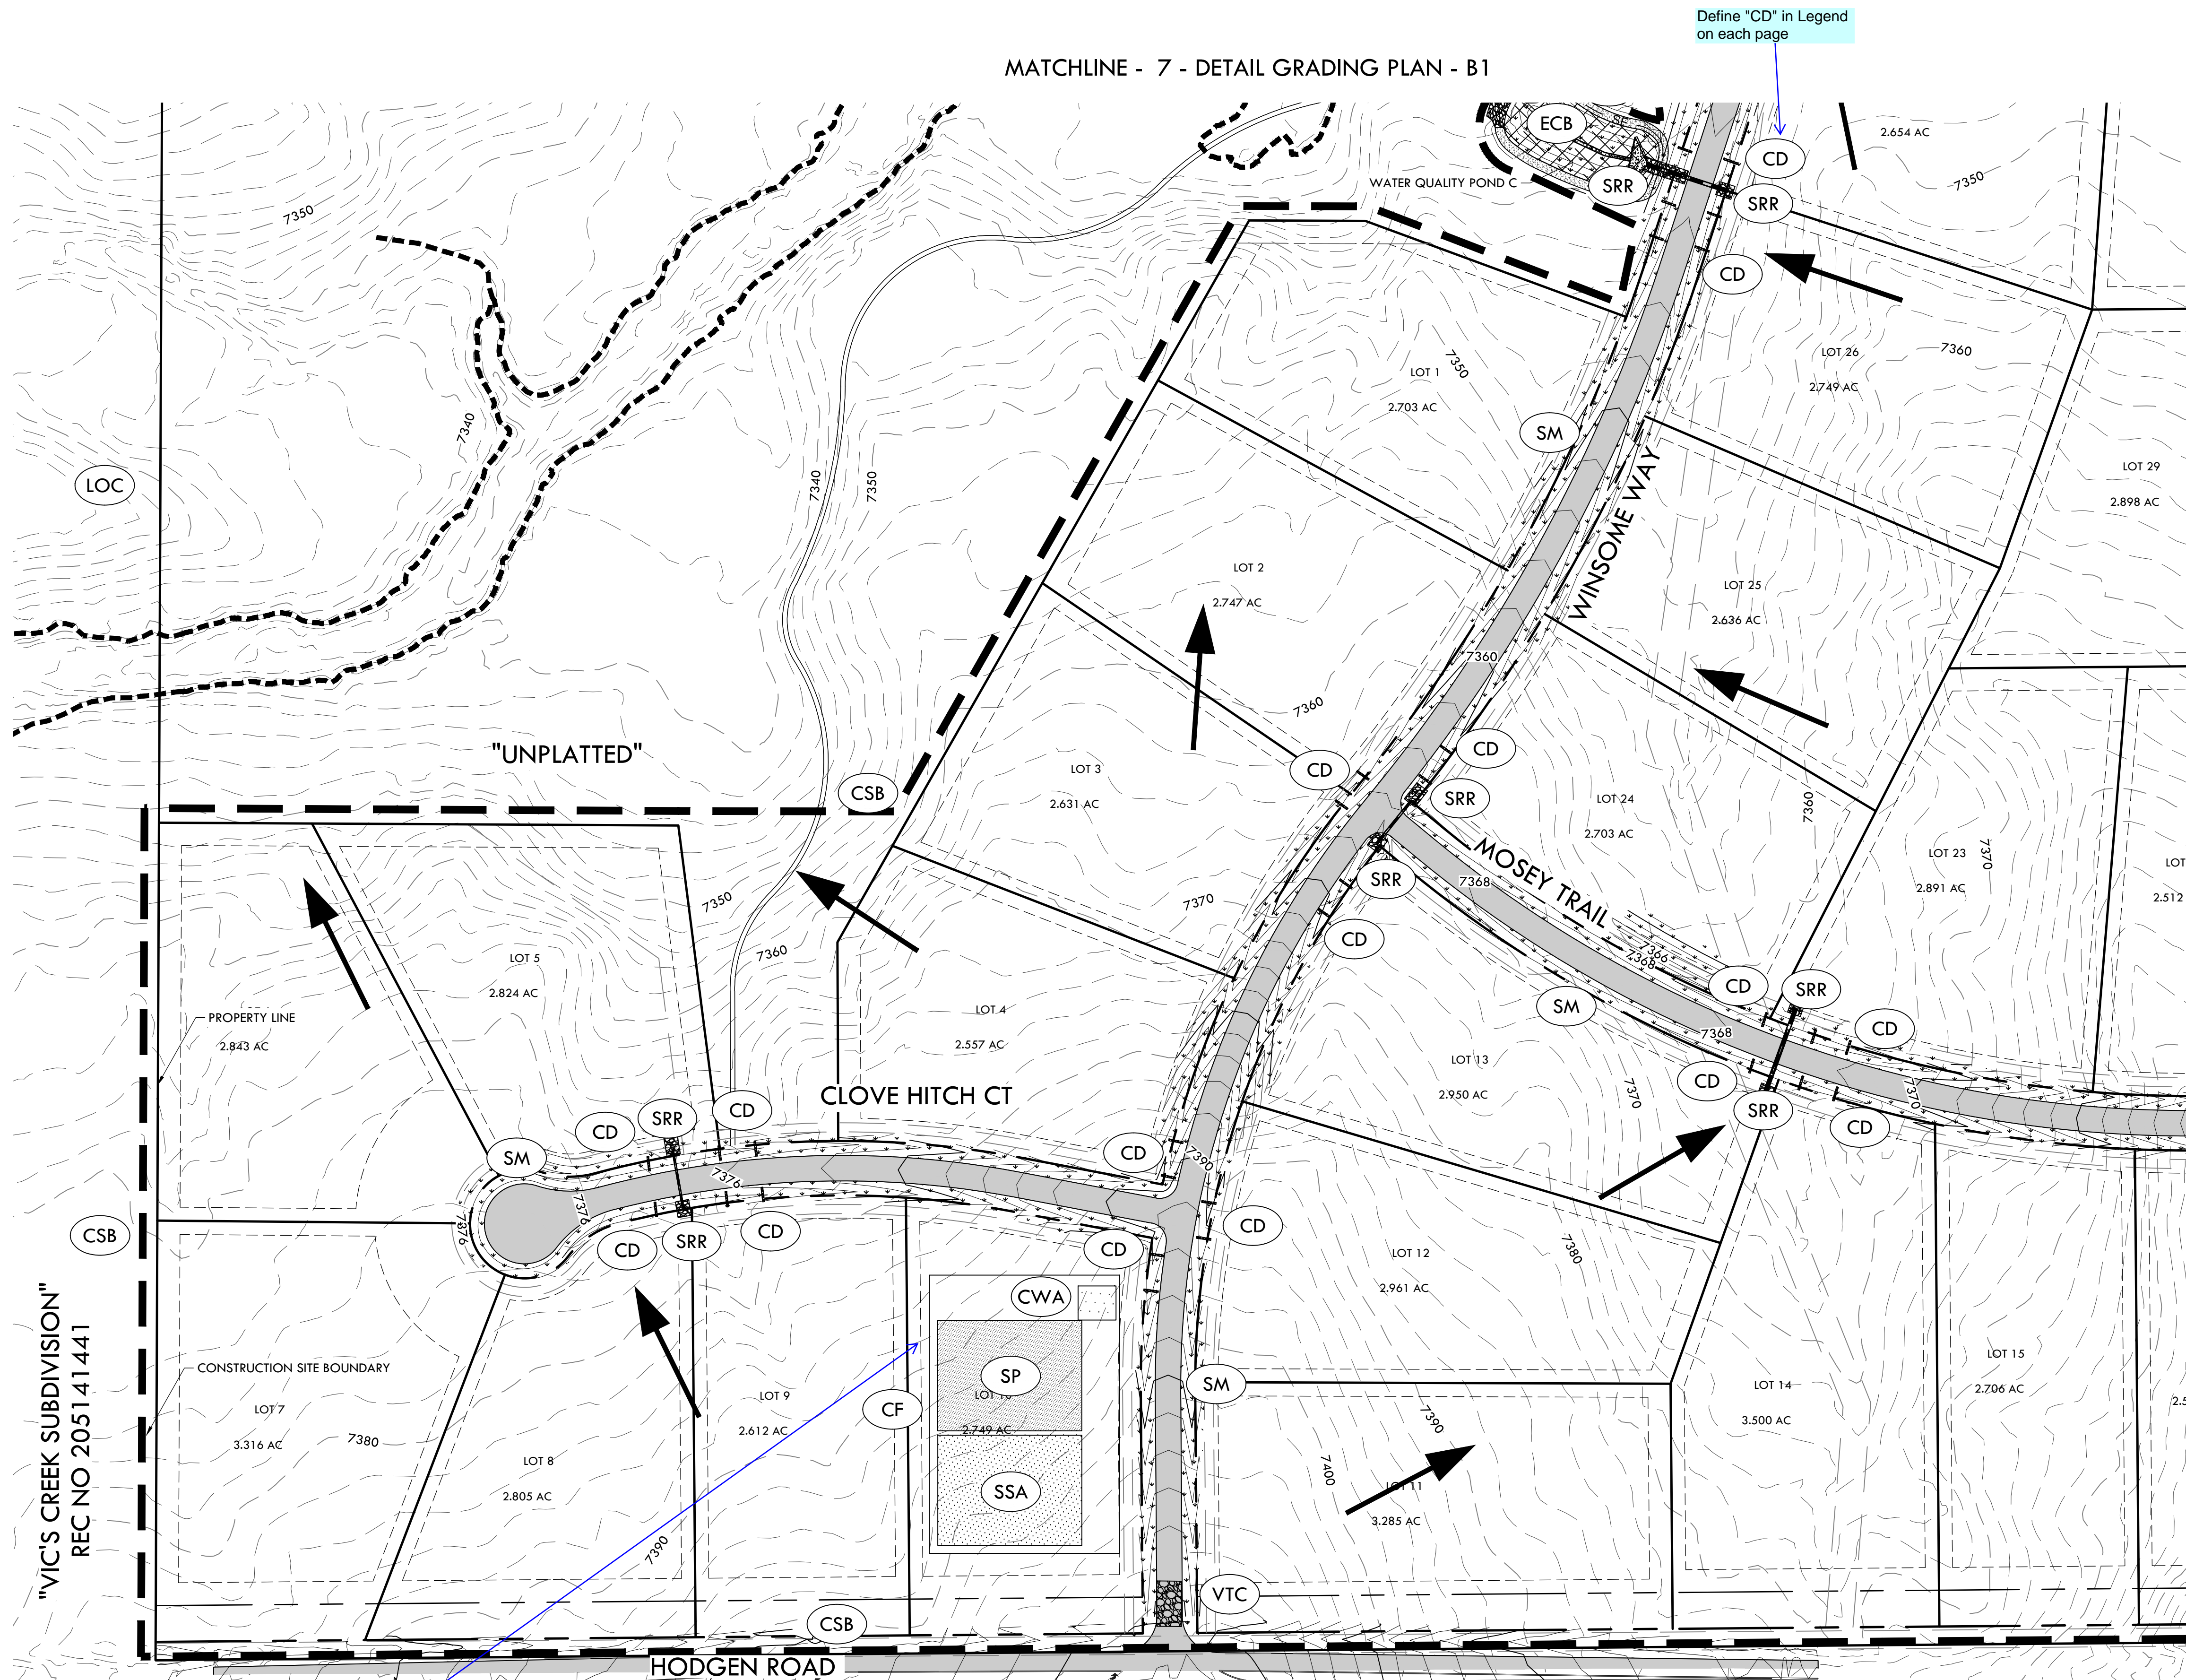 Define "CD" in Legend
on each page
MATCHLINE - 7 - DETAIL GRADING PLAN - B1
ECB
SF
CD
2.654 AC
WATER QUALITY POND C
SRR
SRR
7350
7350
CD
LOT 26
7360
2.749 AC
LOT 1
7350
2.703 AC
SM
7340
LOC
7340
7350
WINSOME WAY
LOT 29
2.898 AC
LOT 2
2.747 AC
LOT 25
2.636 AC
7360
7360
"UNPLATTED"
CD
CD
LOT 3
2.631 AC
CSB
SRR
LOT 24
2.703 AC
7360
MOSEY TRAIL
SRR
7368
LOT 23
2.891 AC
7370
LOT
2.512
7350
7370
CD
7360
7366
7368
LOT 5
2.824 AC
CD
SRR
SM
CD
PROPERTY LINE
2.843 AC
LOT 4
2.557 AC
7368
LOT 13
2.950 AC
7370
CD
7370
CLOVE HITCH CT
CD
SRR
CD
SRR
CD
SM
CD
7390
7376
7376
7376
CSB
CD
SRR
CD
CD
CD
LOT 12
2.961 AC
7380
CWA
"VIC'S CREEK SUBDIVISION"
REC NO 205141441
CONSTRUCTION SITE BOUNDARY
LOT 7
3.316 AC
7380
LOT 8
2.805 AC
LOT 9
2.612 AC
CF
SP
2.749 AC
SSA
SM
7390
7400
3.285 AC
LOT 14
3.500 AC
LOT 15
2.706 AC
2.5
7390
VTC
CSB
HODGEN ROAD